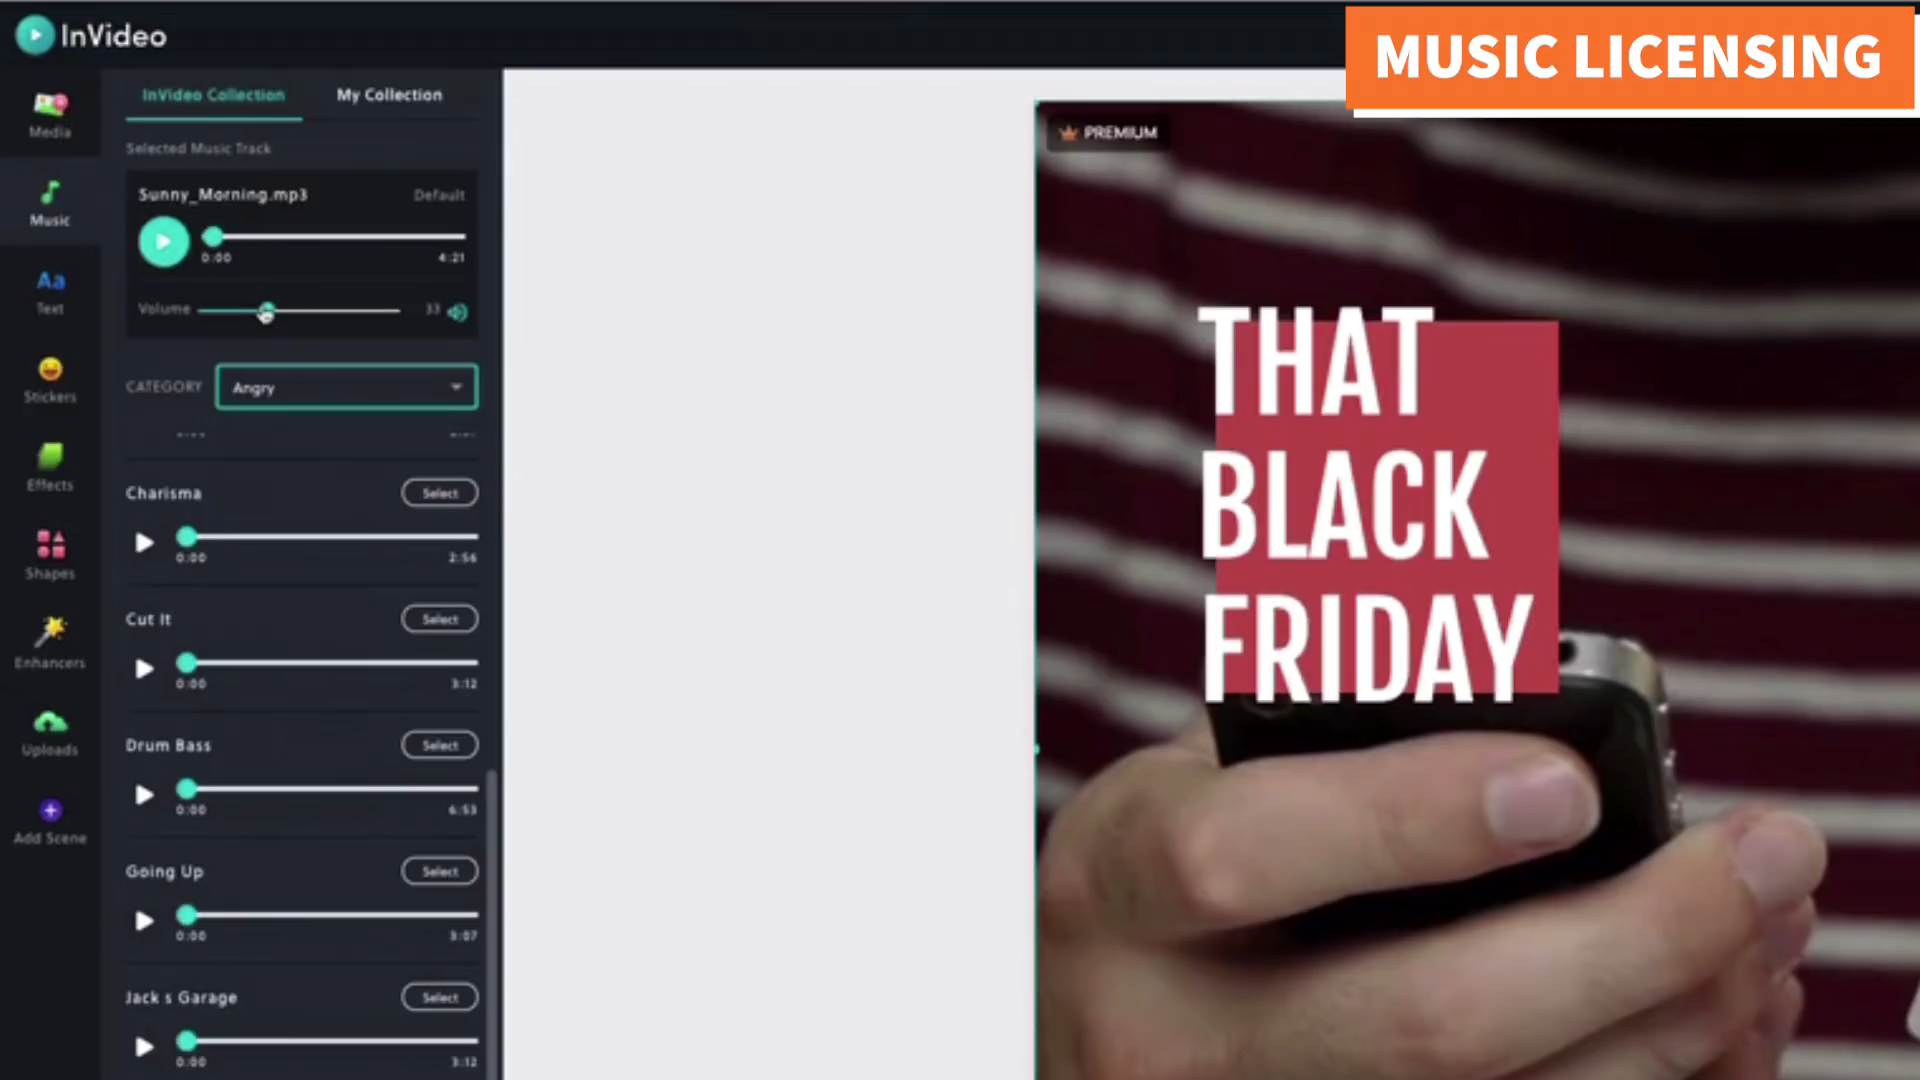 InVideo
MUSIC LICENSING
Media
Music
Text
Stickers
Effects
Shapes
Enhancers
Uploads
Add Scene
InVideo Collection
My Collection
Selected Music Track
Sunny_Morning.mp3
Default
0:00
4:21
Volume
33
CATEGORY
Angry
Charisma
Select
0:00
2:56
Cut It
Select
0:00
3:12
Drum Bass
Select
0:00
6:53
Going Up
Select
0:00
3:07
Jack s Garage
Select
0:00
3:12
PREMIUM
THAT
BLACK
FRIDAY
Aa